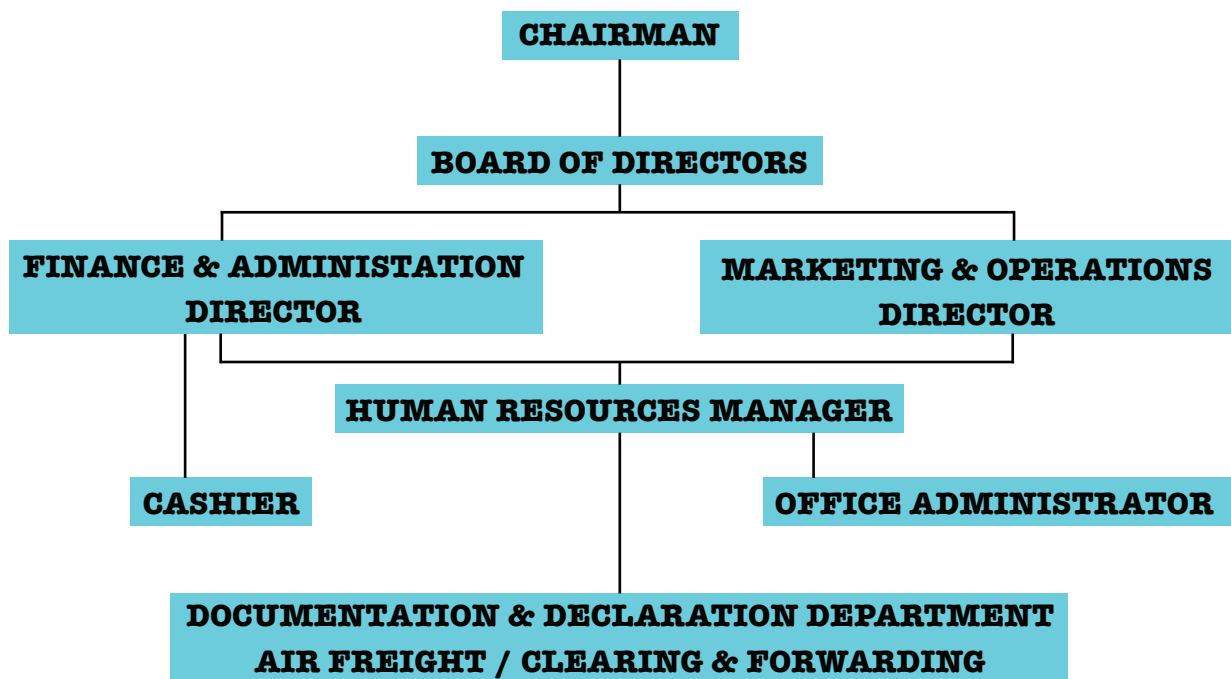 CHAIRMAN
BOARD OF DIRECTORS
FINANCE & ADMINISTATION
DIRECTOR
MARKETING & OPERATIONS
DIRECTOR
HUMAN RESOURCES MANAGER
CASHIER
OFFICE ADMINISTRATOR
DOCUMENTATION & DECLARATION DEPARTMENT
AIR FREIGHT / CLEARING & FORWARDING